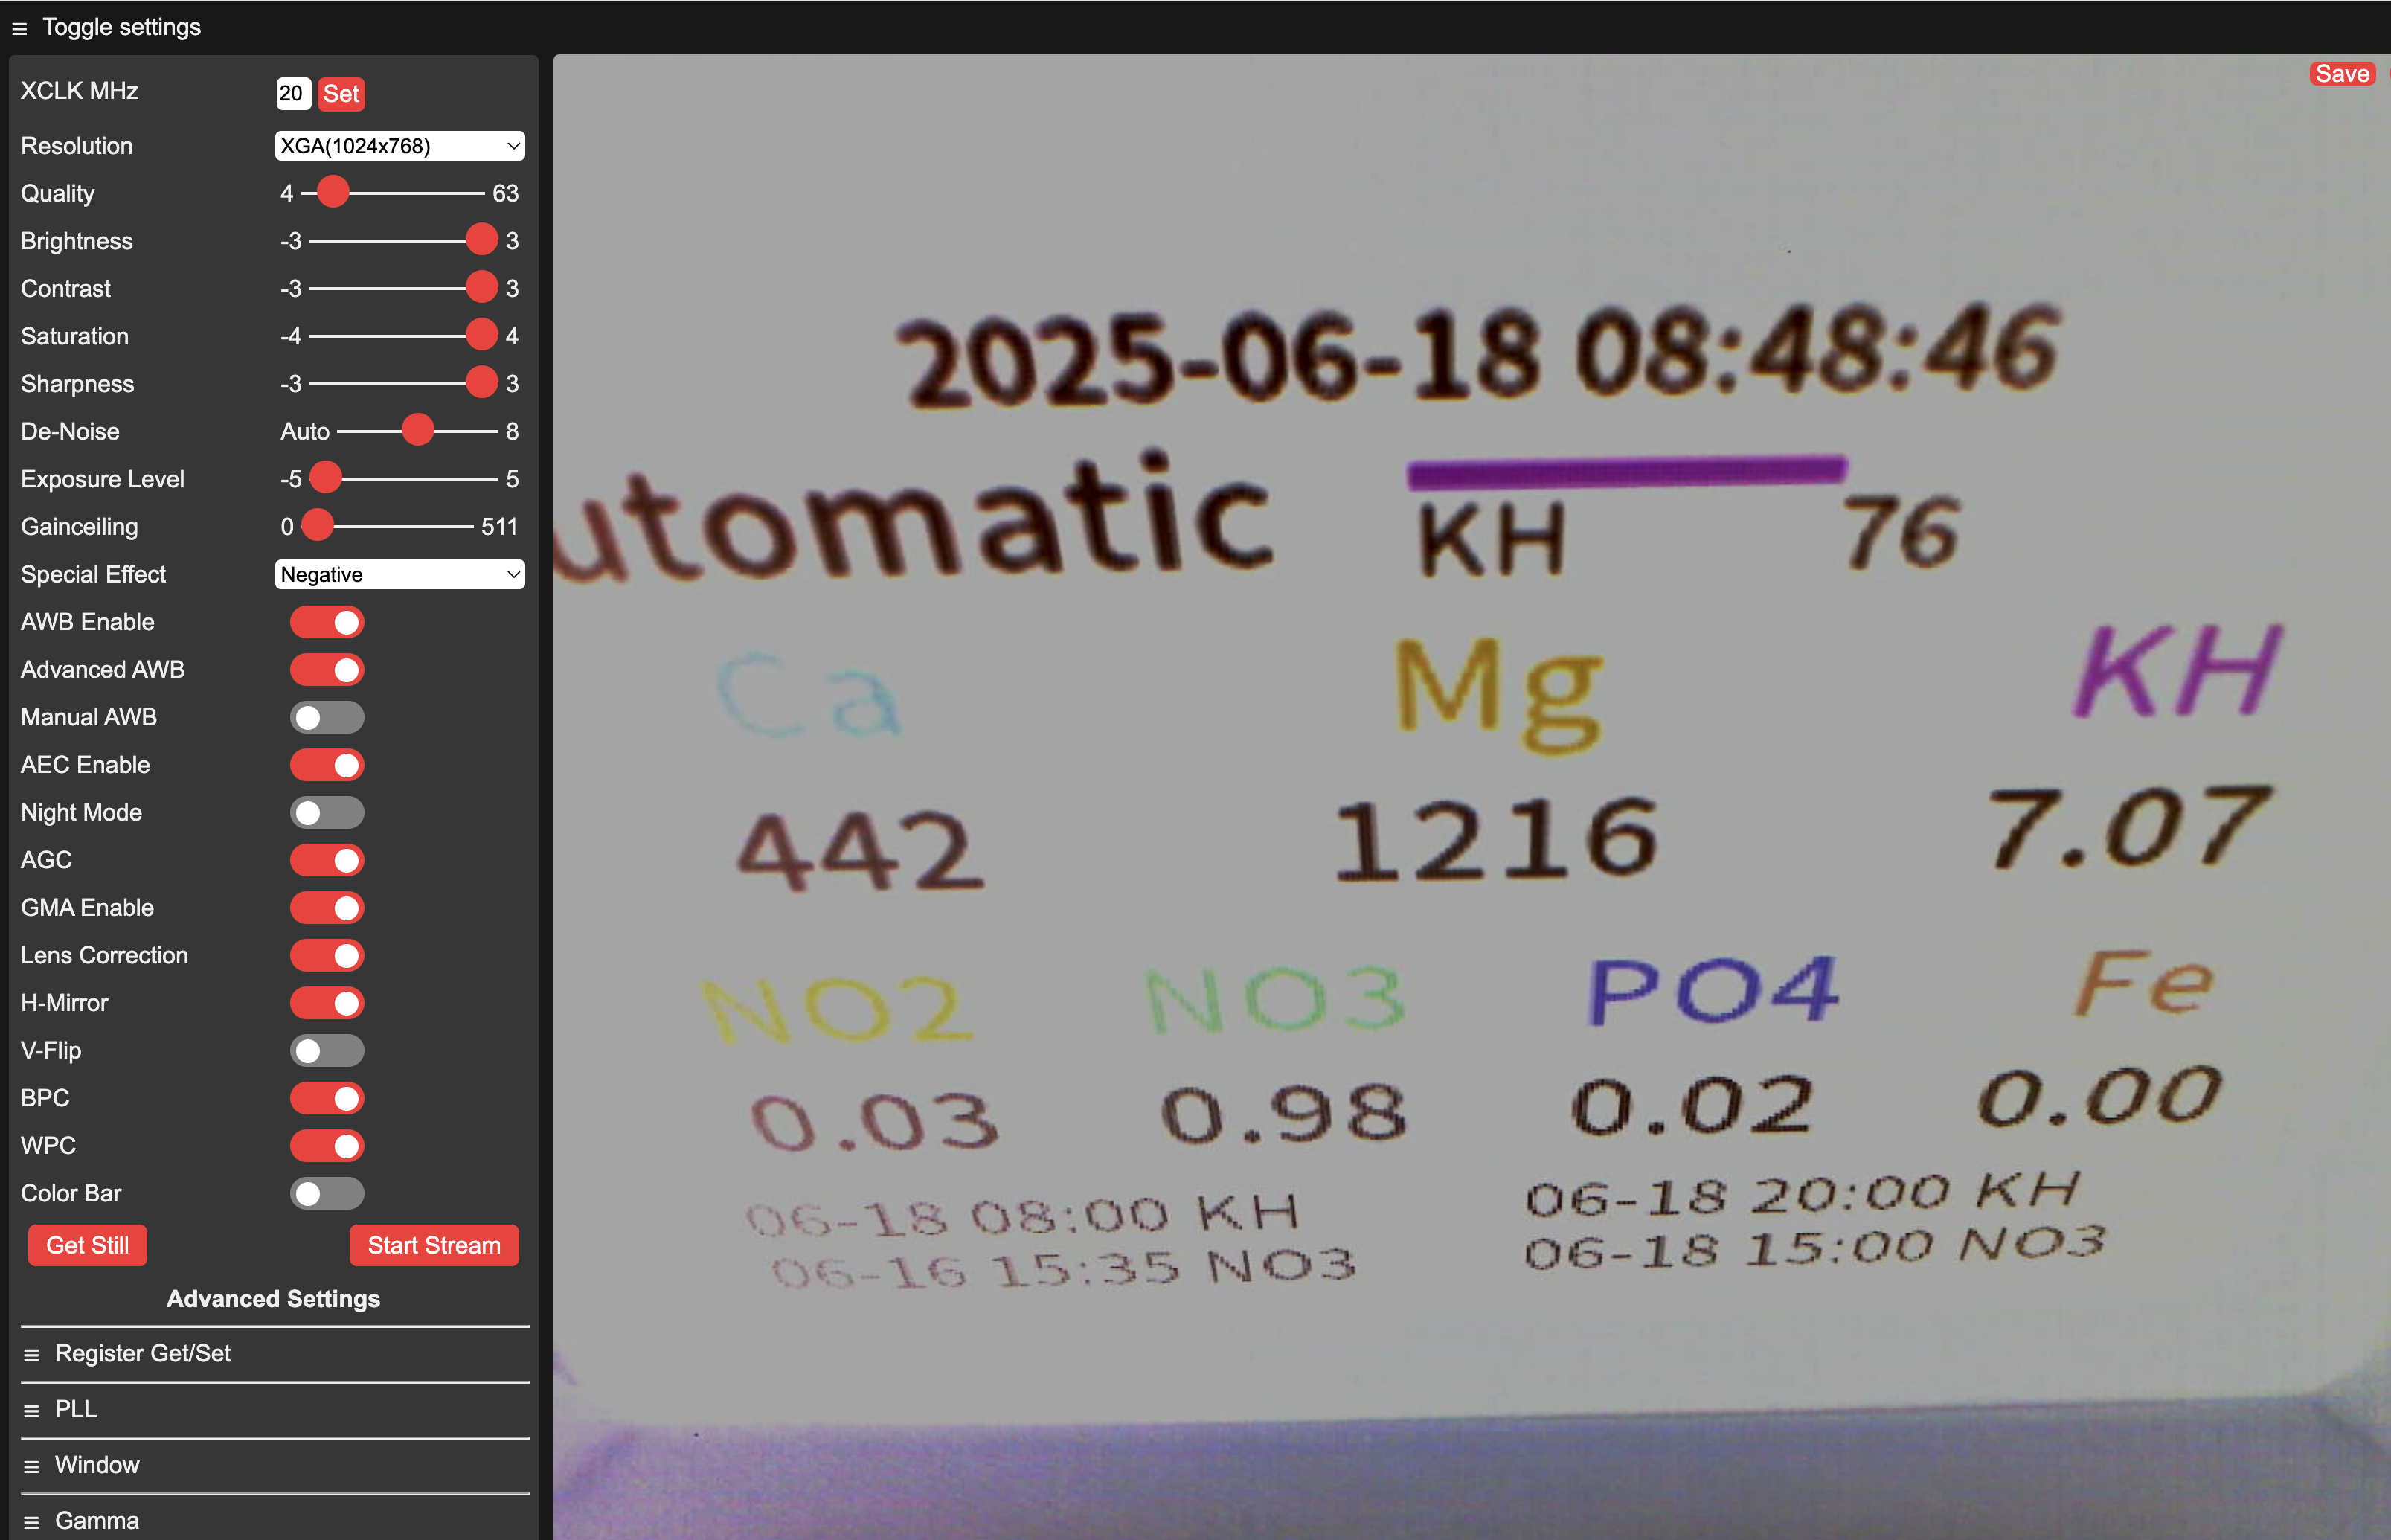 Toggle settings
XCLK MHz 20 Set
Resolution XGA(1024x768)
Quality 4 63
Brightness -3 3
Contrast -3 3
Saturation -4 4
Sharpness -3 3
De-Noise Auto 8
Exposure Level -5 5
Gainceiling 0 511
Special Effect Negative
AWB Enable
Advanced AWB
Manual AWB
AEC Enable
Night Mode
AGC
GMA Enable
Lens Correction
H-Mirror
V-Flip
BPC
WPC
Color Bar
Get Still Start Stream
Advanced Settings
Register Get/Set
PLL
Window
Gamma
Save
2025-06-18 08:48:46
utomatic KH 76
Ca Mg KH
442 1216 7.07
NO2 NO3 PO4 Fe
0.03 0.98 0.02 0.00
06-18 08:00 KH 06-18 20:00 KH
06-16 15:35 NO3 06-18 15:00 NO3